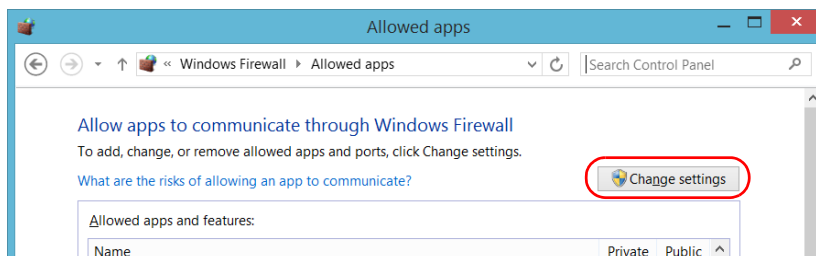 Allowed apps
« Windows Firewall Allowed apps
Search Control Panel
Allow apps to communicate through Windows Firewall
To add, change, or remove allowed apps and ports, click Change settings.
What are the risks of allowing an app to communicate?
Change settings
Allowed apps and features:
Name Private Public